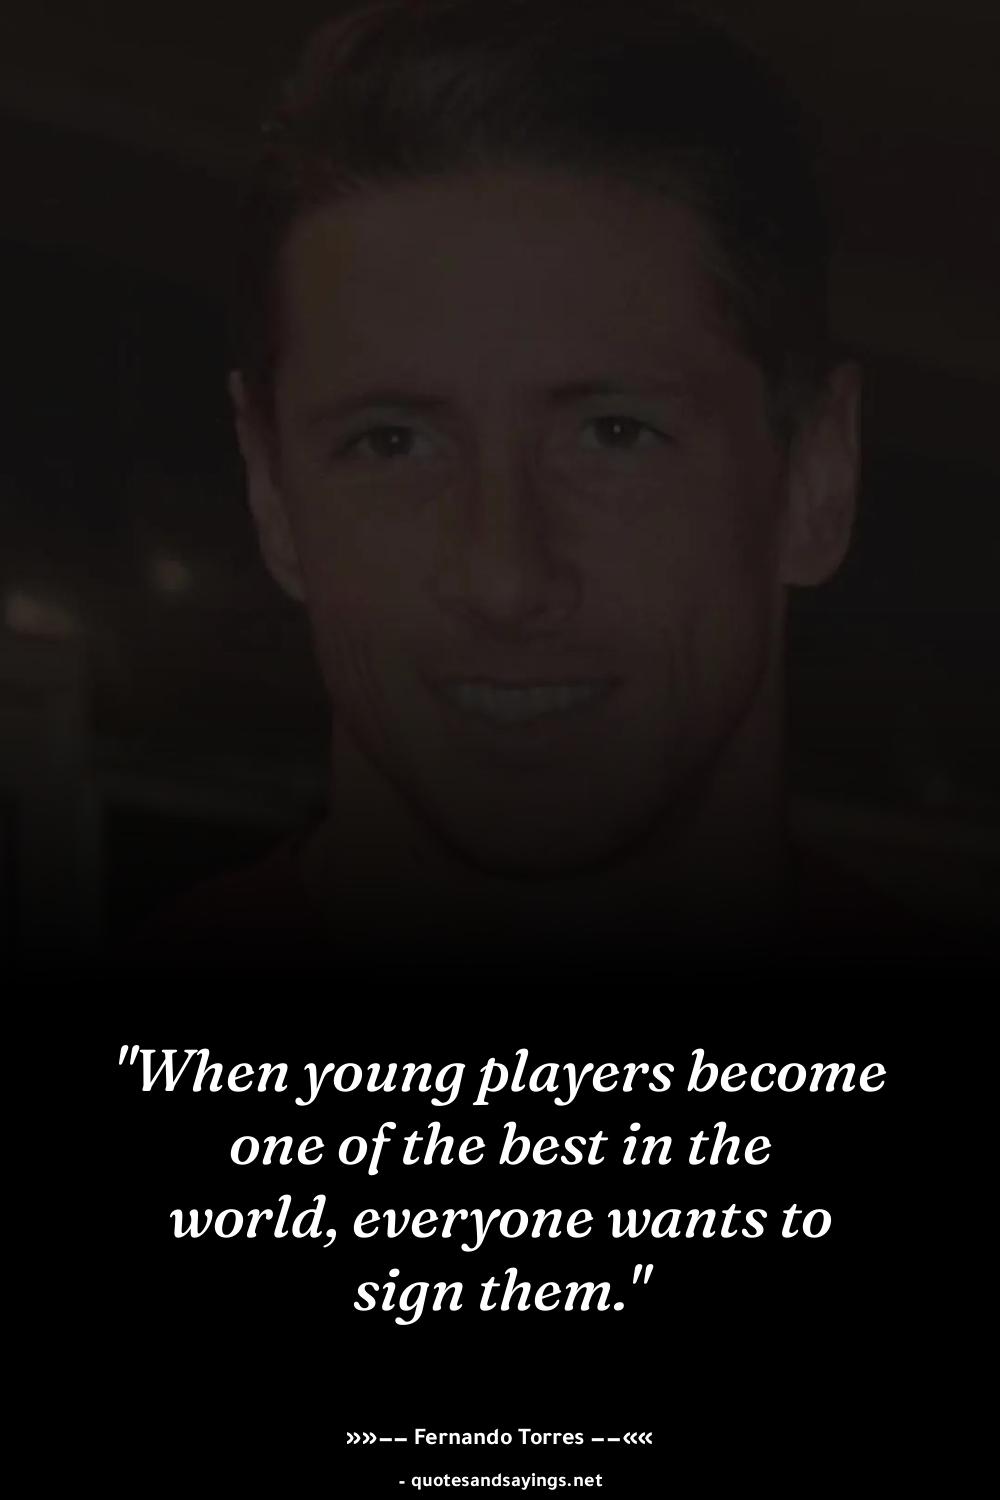 "When young players become
one of the best in the
world, everyone wants to
sign them."
»»−− Fernando Torres −−««
- quotesandsayings.net